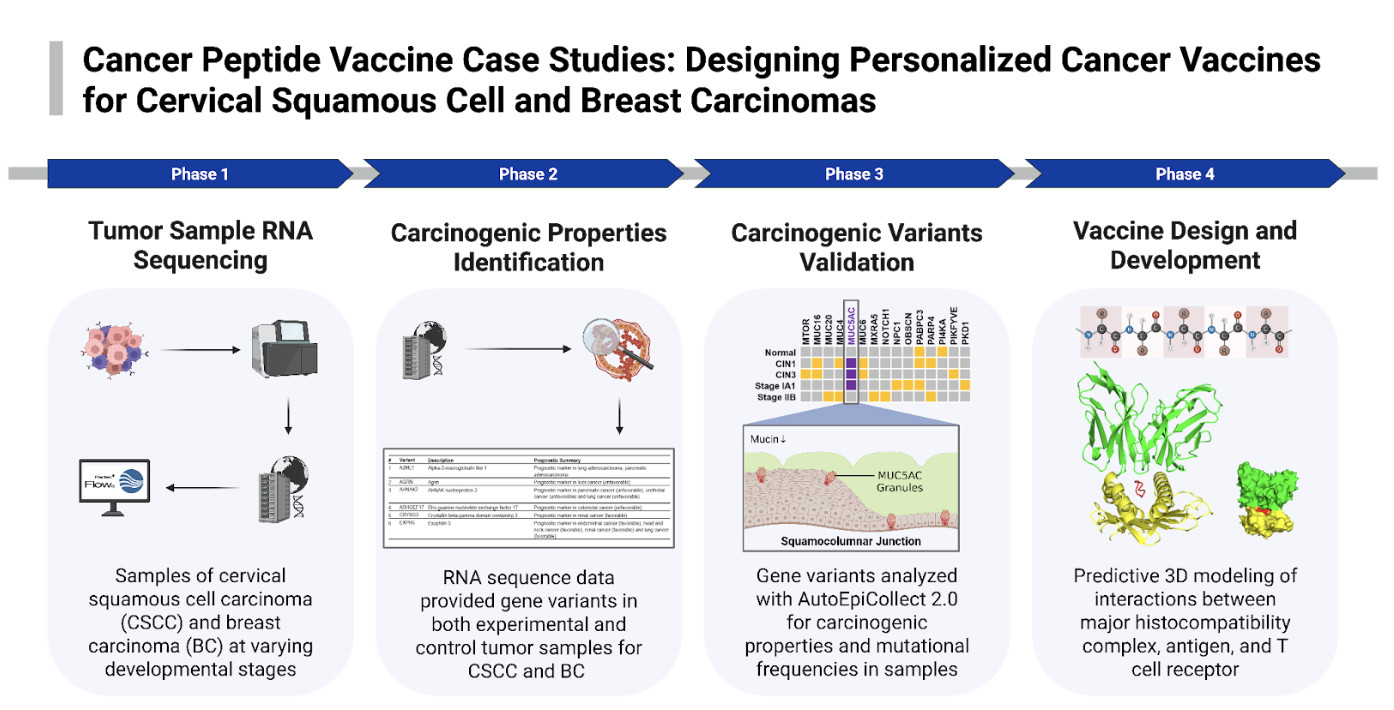 Cancer Peptide Vaccine Case Studies: Designing Personalized Cancer Vaccines
for Cervical Squamous Cell and Breast Carcinomas
Phase 1
Phase 2
Phase 3
Phase 4
Tumor Sample RNA
Sequencing
Flow
Samples of cervical
squamous cell carcinoma
(CSCC) and breast
carcinoma (BC) at varying
developmental stages
Carcinogenic Properties
Identification
# Variant Description Prognostic Summary
1 A2ML1 Alpha-2-macroglobulin like 1 Prognostic marker in lung adenocarcinoma, pancreatic
adenocarcinoma
2 AGRN Agrin Prognostic marker in liver cancer (unfavorable)
3 AHNAK2 AHNAK nucleoprotein 2 Prognostic marker in pancreatic cancer (unfavorable), urothelial
cancer (unfavorable) and lung cancer (unfavorable)
4 ARHGEF17 Rho guanine nucleotide exchange factor 17 Prognostic marker in colorectal cancer (unfavorable)
5 Crystallin beta-gamma domain containing 3 Prognostic marker in renal cancer (favorable)
6 Exophilin 5 Prognostic marker in endometrial cancer (favorable), head and
neck cancer (favorable), renal cancer (favorable) and lung cancer
(favorable)
RNA sequence data
provided gene variants in
both experimental and
control tumor samples for
CSCC and BC
Carcinogenic Variants
Validation
MTOR
MUC16
MUC20
MUC4
MUC5AC
MUC6
MXRA5
NOTCH1
NPC1
OBSCN
PABPC3
PARP4
PI4KA
PIKFYVE
PKD1
Normal
CIN1
CIN3
Stage IA1
Stage IIB
Mucin↓
MUC5AC
Granules
Squamocolumnar Junction
Gene variants analyzed
with AutoEpiCollect 2.0
for carcinogenic
properties and mutational
frequencies in samples
Vaccine Design and
Development
R H O R H O
N C C N C C N C C N C C
H H R H O H H R H O
Predictive 3D modeling of
interactions between
major histocompatibility
complex, antigen, and T
cell receptor